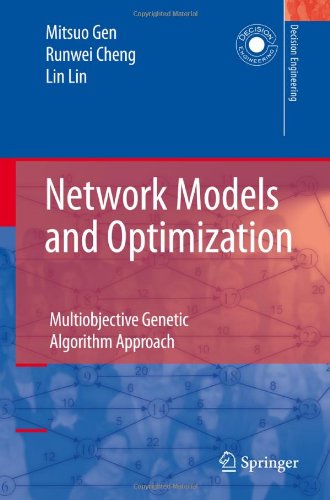 Mitsuo Gen
Runwei Cheng
Lin Lin
DECISION ENGINEERING
Decision Engineering
Network Models
and Optimization
Multiobjective Genetic
Algorithm Approach
Springer